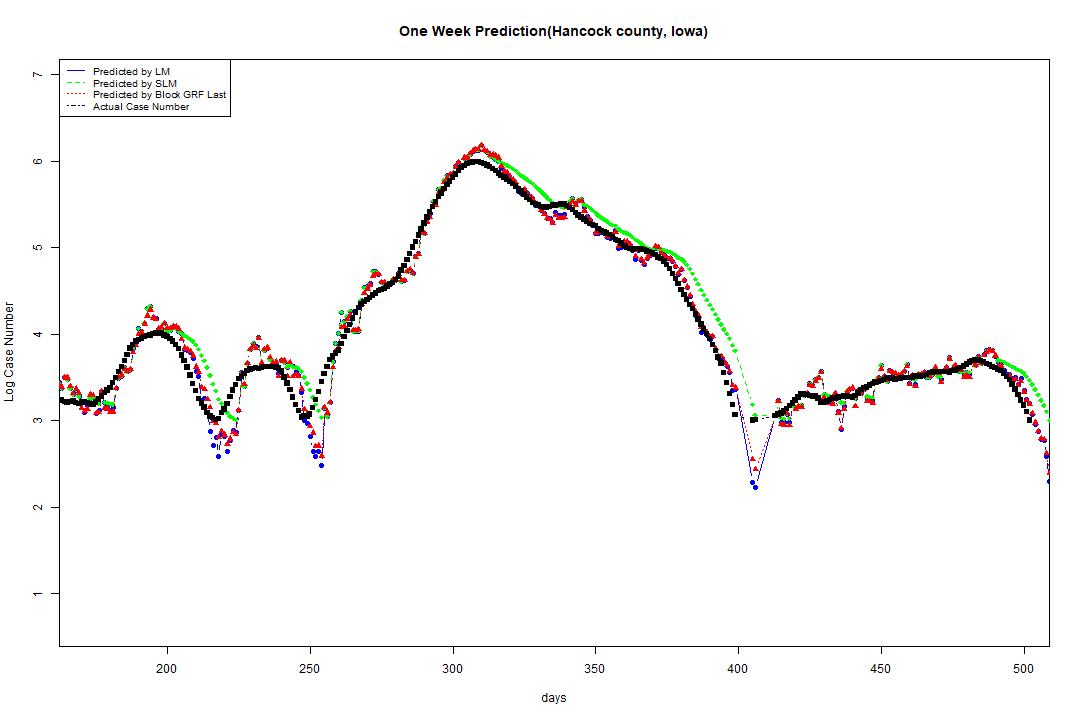 One Week Prediction(Hancock county, Iowa)
Predicted by LM
Predicted by SLM
Predicted by Block GRF Last
Actual Case Number
7
6
5
4
3
2
1
Log Case Number
200 250 300 350 400 450 500
days